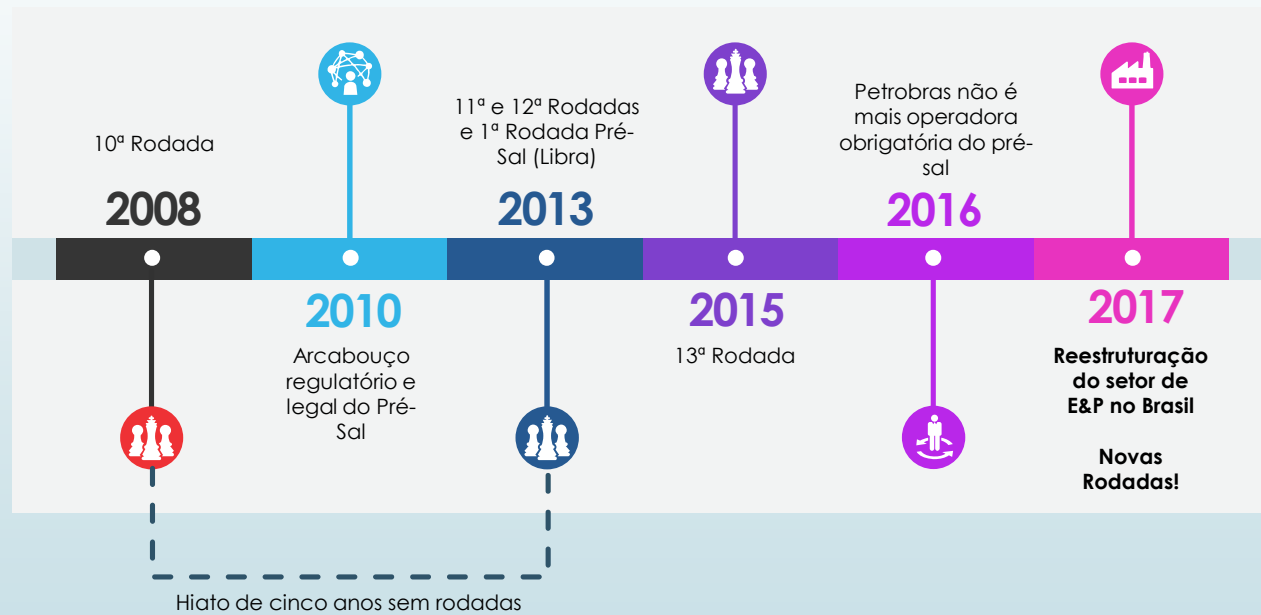 10ª Rodada
2008
2010
Arcabouço
regulatório e
legal do Pré-
Sal
11ª e 12ª Rodadas
e 1ª Rodada Pré-
Sal (Libra)
2013
2015
13ª Rodada
Petrobras não é
mais operadora
obrigatória do pré-
sal
2016
2017
Reestruturação
do setor de
E&P no Brasil
Novas
Rodadas!
Hiato de cinco anos sem rodadas